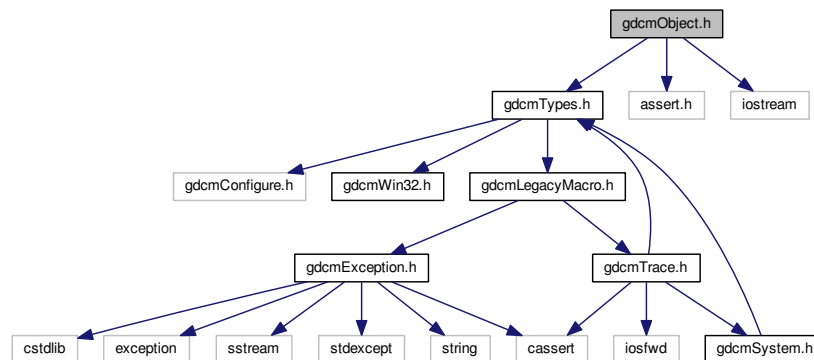 gdcmObject.h
gdcmTypes.h
assert.h
iostream
gdcmConfigure.h
gdcmWin32.h
gdcmLegacyMacro.h
gdcmException.h
gdcmTrace.h
cstdlib
exception
sstream
stdexcept
string
cassert
iosfwd
gdcmSystem.h